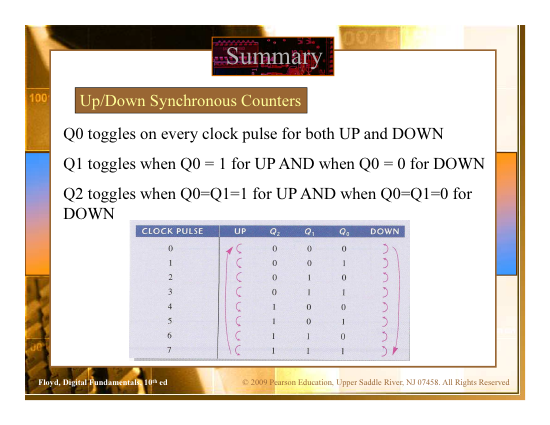 Summary
Up/Down Synchronous Counters
Q0 toggles on every clock pulse for both UP and DOWN
Q1 toggles when Q0 = 1 for UP AND when Q0 = 0 for DOWN
Q2 toggles when Q0=Q1=1 for UP AND when Q0=Q1=0 for
DOWN
CLOCK PULSE UP Q2 Q1 Q0 DOWN
0 0 0 0
1 0 0 1
2 0 1 0
3 0 1 1
4 1 0 0
5 1 0 1
6 1 1 0
7 1 1 1
Floyd, Digital Fundamentals, 10th ed
© 2009 Pearson Education, Upper Saddle River, NJ 07458. All Rights Reserved